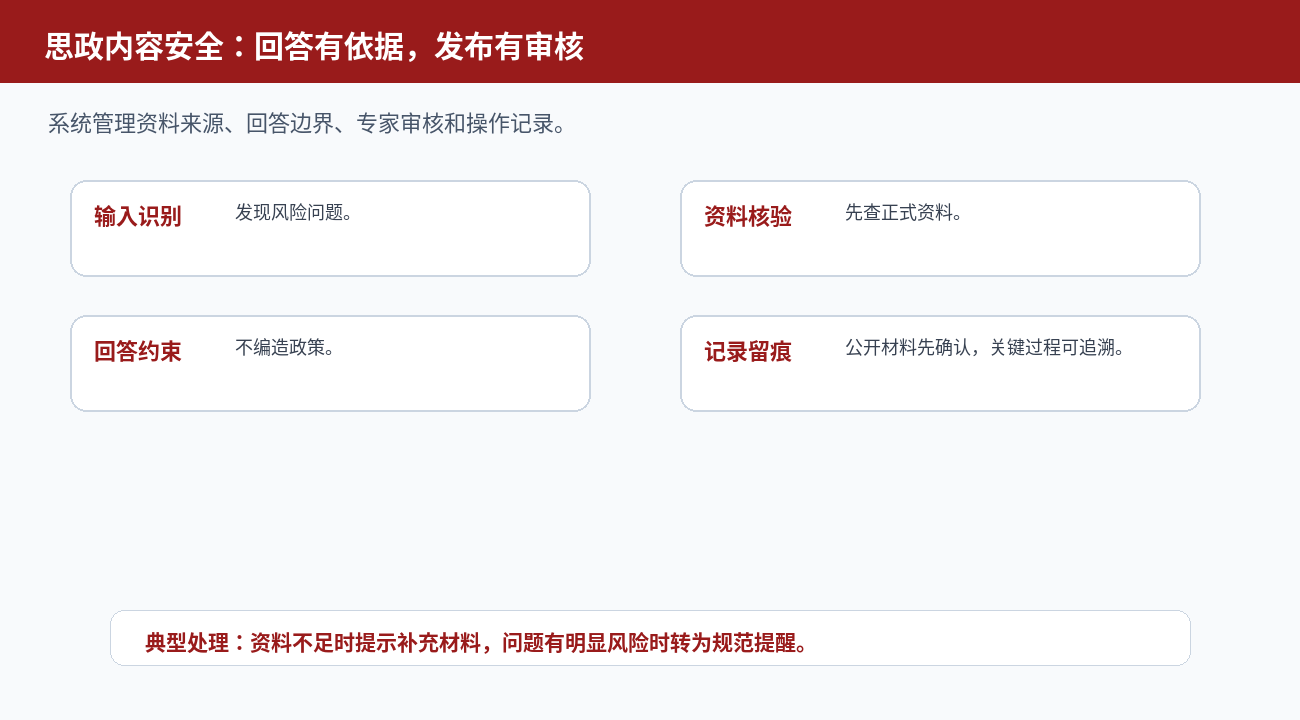 思政内容安全：回答有依据，发布有审核
系统管理资料来源、回答边界、专家审核和操作记录。
输入识别 发现风险问题。
资料核验 先查正式资料。
回答约束 不编造政策。
记录留痕 公开材料先确认，关键过程可追溯。
典型处理：资料不足时提示补充材料，问题有明显风险时转为规范提醒。